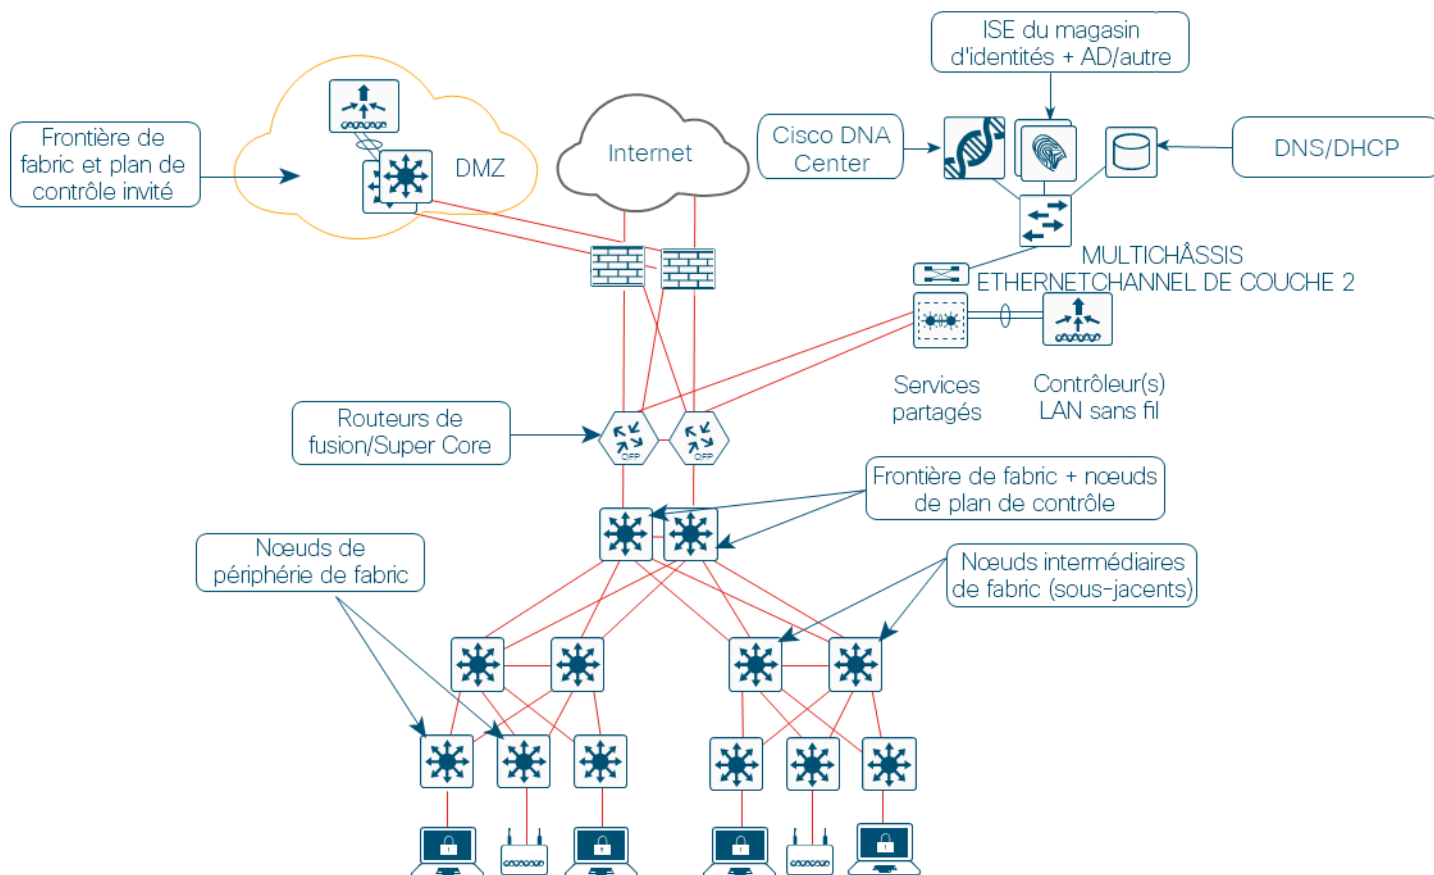 ISE du magasin
d'identités + AD/autre
Frontière de
fabric et plan de
contrôle invité
DMZ
Internet
Cisco DNA
Center
DNS/DHCP
MULTICHÂSSIS
ETHERNETCHANNEL DE COUCHE 2
Services
partagés
Contrôleur(s)
LAN sans fil
Routeurs de
fusion/Super Core
QFP
QFP
Frontière de fabric + nœuds
de plan de contrôle
Nœuds de
périphérie de fabric
Nœuds intermédiaires
de fabric (sous-jacents)